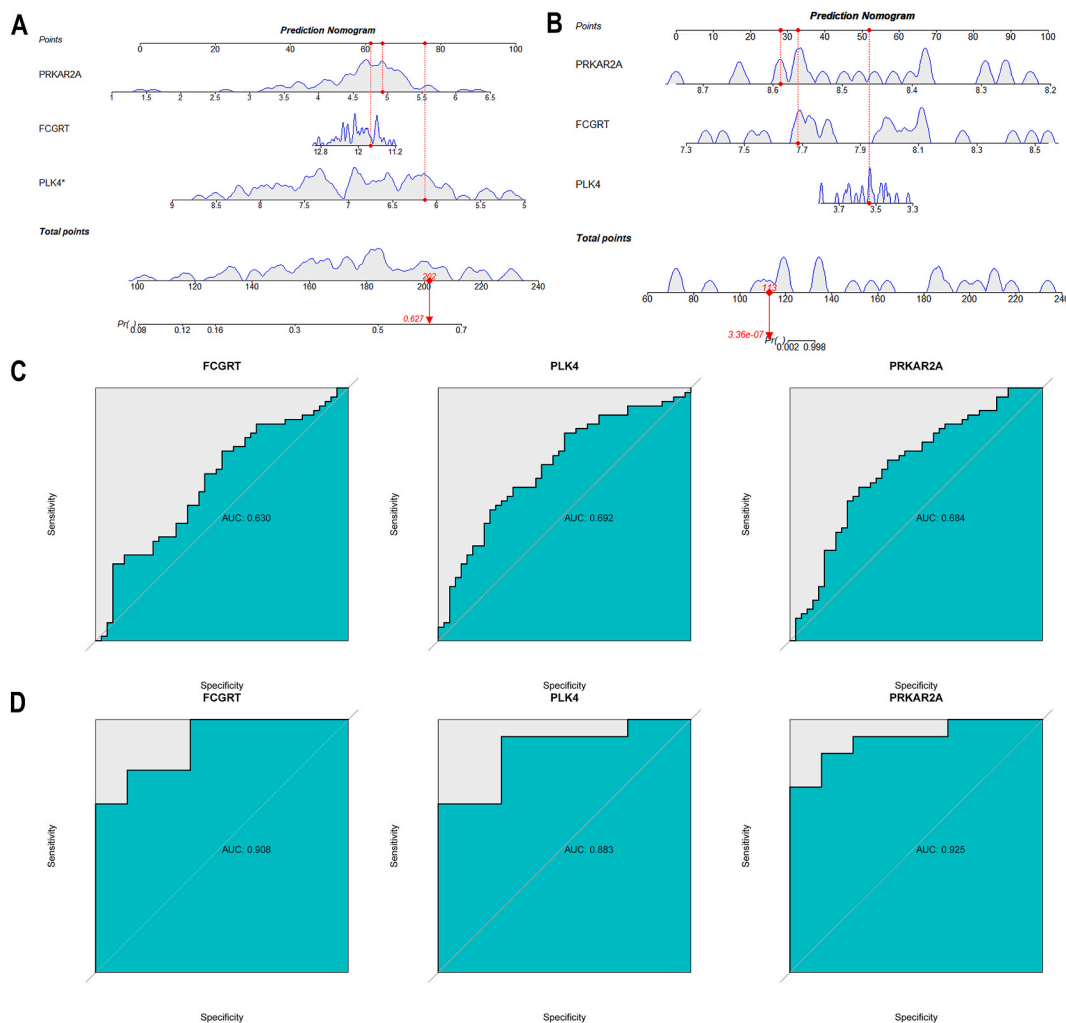 A
Prediction Nomogram
Points
0 20 40 60 80 100
PRKAR2A
1 1.5 2 2.5 3 3.5 4 4.5 5 5.5 6 6.5
FCGRT
12.8 12 11.2
PLK4*
9 8.5 8 7.5 7 6.5 6 5.5 5
Total points
202
100 120 140 160 180 200 220 240
0.627
Pr( )
0.08 0.12 0.16 0.3 0.5 0.7
B
Prediction Nomogram
Points
0 10 20 30 40 50 60 70 80 90 100
PRKAR2A
8.7 8.6 8.5 8.4 8.3 8.2
FCGRT
7.3 7.5 7.7 7.9 8.1 8.3 8.5
PLK4
3.7 3.5 3.3
Total points
113
60 80 100 120 140 160 180 200 220 240
3.36e-07
Pr( )
0.002 0.998
C
FCGRT
Sensitivity
AUC: 0.630
Specificity
PLK4
Sensitivity
AUC: 0.692
Specificity
PRKAR2A
Sensitivity
AUC: 0.684
Specificity
D
FCGRT
Sensitivity
AUC: 0.908
Specificity
PLK4
Sensitivity
AUC: 0.883
Specificity
PRKAR2A
Sensitivity
AUC: 0.925
Specificity